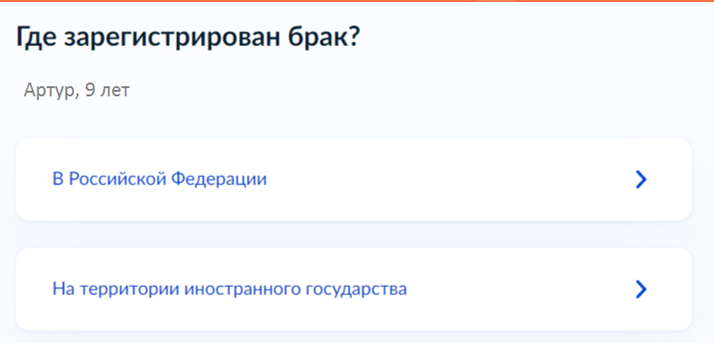 Где зарегистрирован брак?
Артур, 9 лет
В Российской Федерации
На территории иностранного государства